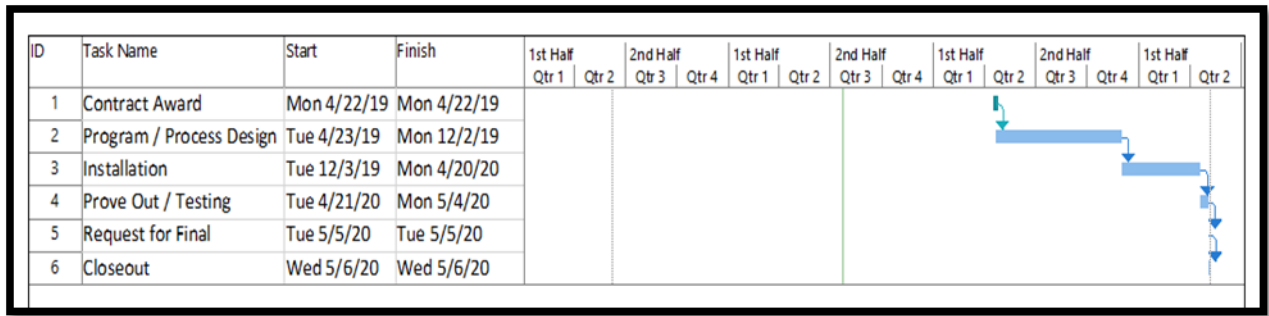 ID Task Name Start Finish 1st Half 2nd Half 1st Half 2nd Half 1st Half 2nd Half 1st Half
Qtr 1 Qtr 2 Qtr 3 Qtr 4 Qtr 1 Qtr 2 Qtr 3 Qtr 4 Qtr 1 Qtr 2 Qtr 3 Qtr 4 Qtr 1 Qtr 2
1 Contract Award Mon 4/22/19 Mon 4/22/19
2 Program / Process Design Tue 4/23/19 Mon 12/2/19
3 Installation Tue 12/3/19 Mon 4/20/20
4 Prove Out / Testing Tue 4/21/20 Mon 5/4/20
5 Request for Final Tue 5/5/20 Tue 5/5/20
6 Closeout Wed 5/6/20 Wed 5/6/20